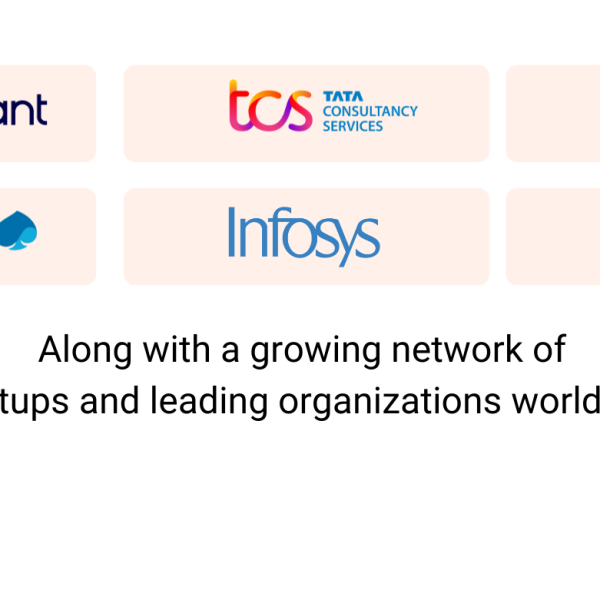 ant
tcs TATA
CONSULTANCY
SERVICES
Infosys
Along with a growing network of
tups and leading organizations world